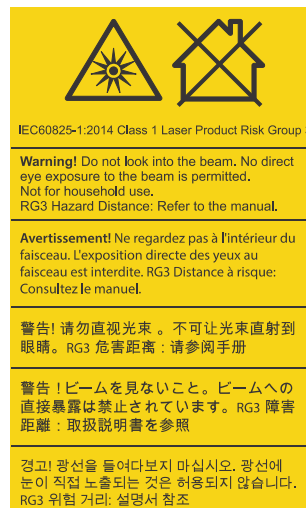 IEC60825-1:2014 Class 1 Laser Product Risk Group
Warning! Do not look into the beam. No direct
eye exposure to the beam is permitted.
Not for household use.
RG3 Hazard Distance: Refer to the manual.
Avertissement! Ne regardez pas à l'intérieur du
faisceau. L'exposition directe des yeux au
faisceau est interdite. RG3 Distance à risque:
Consultez le manuel.
警告! 请勿直视光束 。不可让光束直射到
眼睛。RG3 危害距离 : 请参阅手册
警告 ! ビームを見ないこと。ビームへの
直接暴露は禁止されています。RG3 障害
距離 : 取扱説明書を参照
경고! 광선을 들여다보지 마십시오. 광선에
눈이 직접 노출되는 것은 허용되지 않습니다.
RG3 위험 거리: 설명서 참조